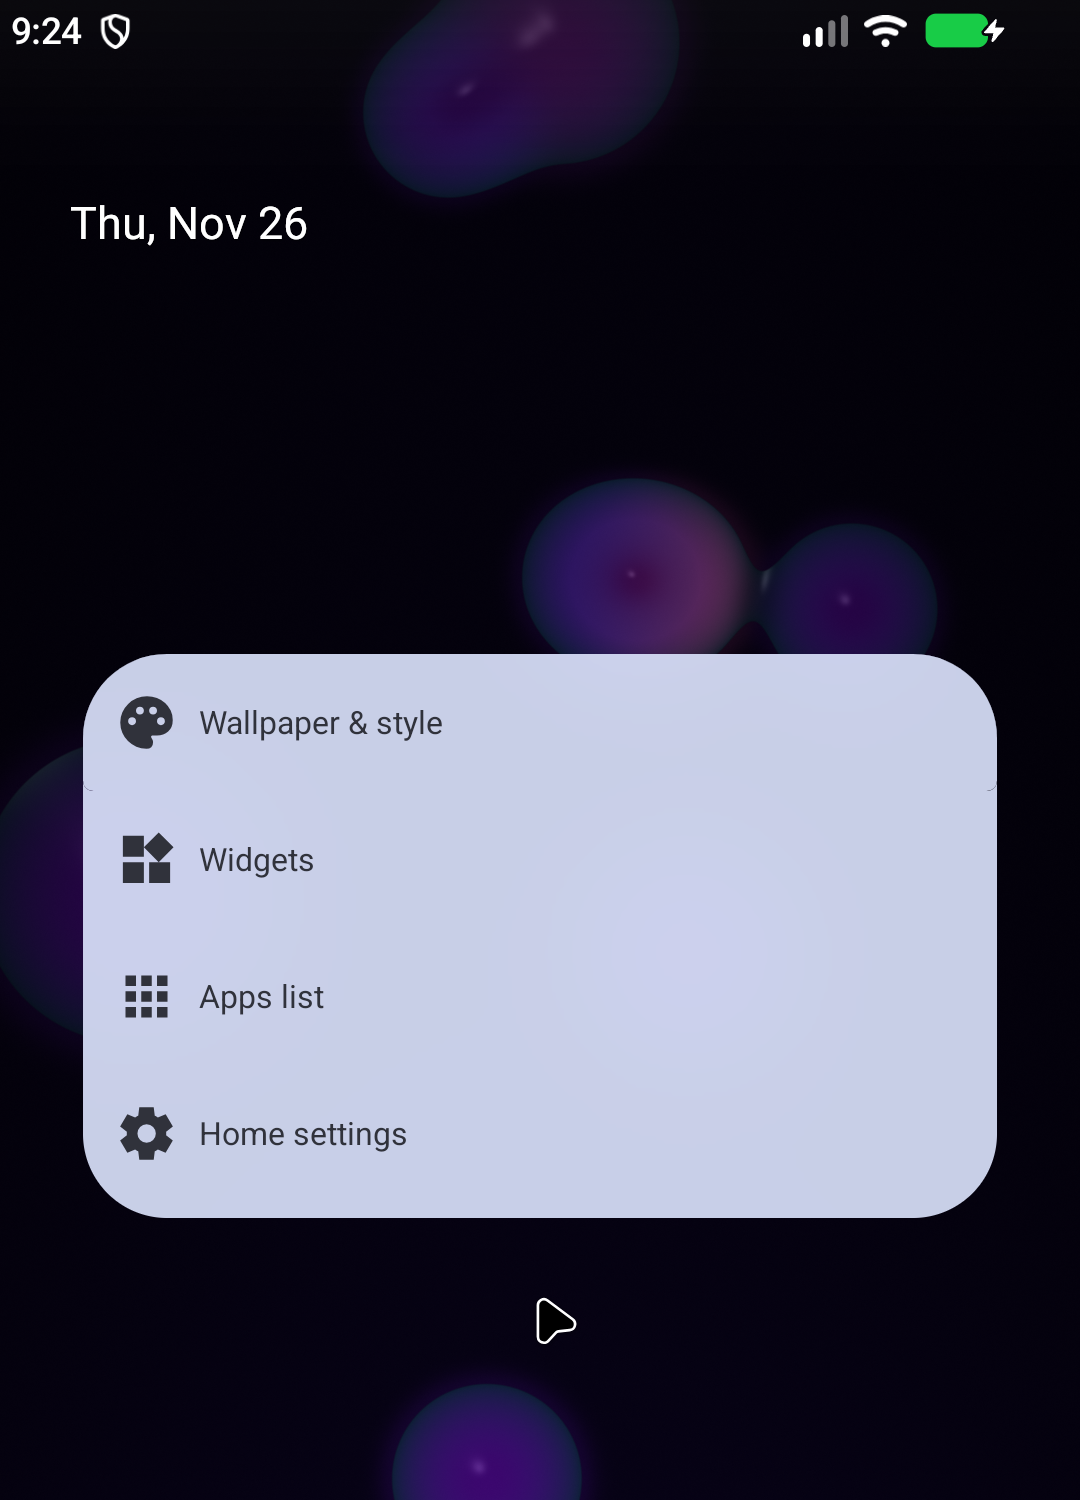 9:24
Thu, Nov 26
Wallpaper & style
Widgets
Apps list
Home settings